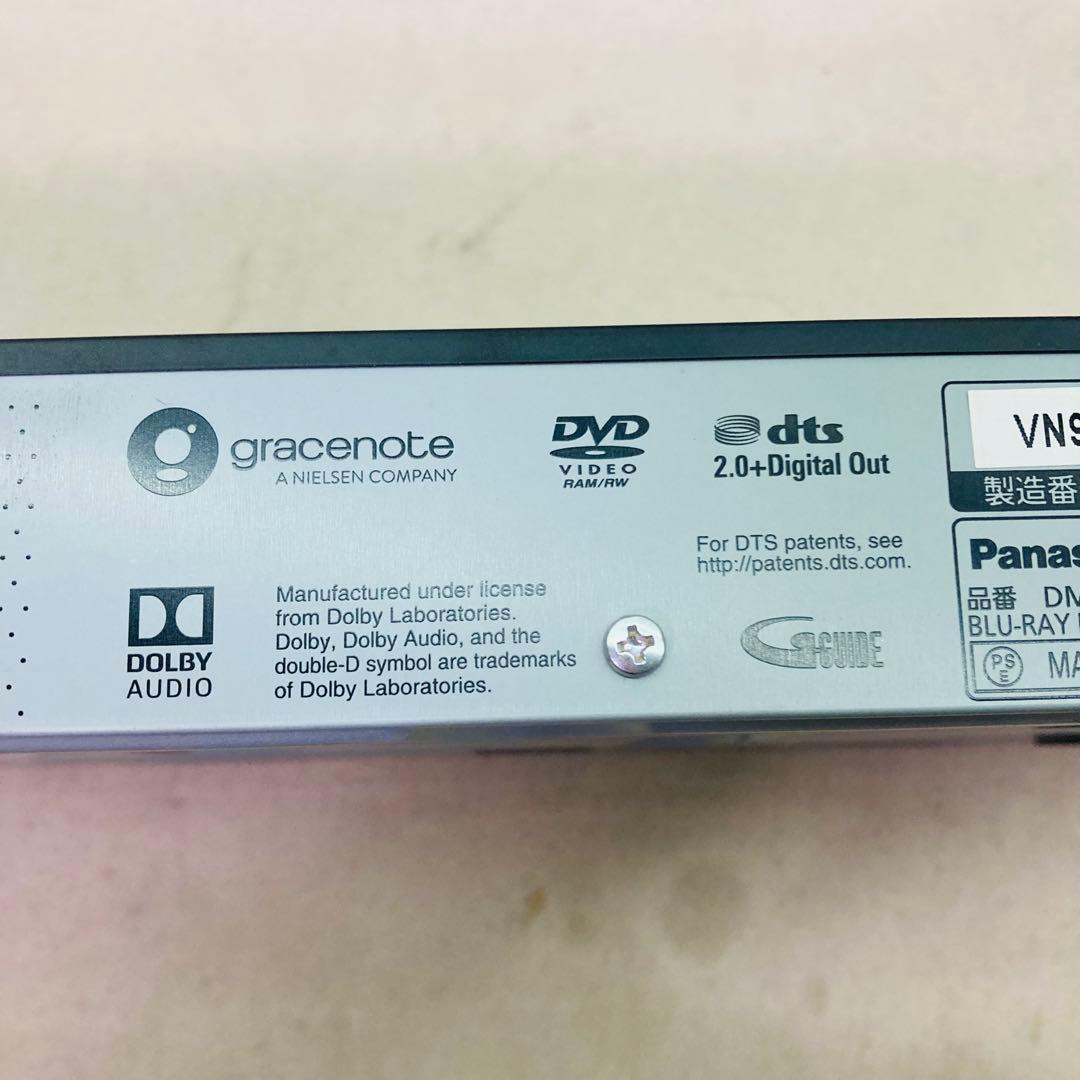 gracenote
A NIELSEN COMPANY
DVD
VIDEO
RAM/RW
dts
2.0+Digital Out
For DTS patents, see
http://patents.dts.com.
DOLBY
AUDIO
Manufactured under license
from Dolby Laboratories.
Dolby, Dolby Audio, and the
double-D symbol are trademarks
of Dolby Laboratories.
G-GUIDE
VNS
製造番
Panas
品番 DM
BLU-RAY
PS
E
MA